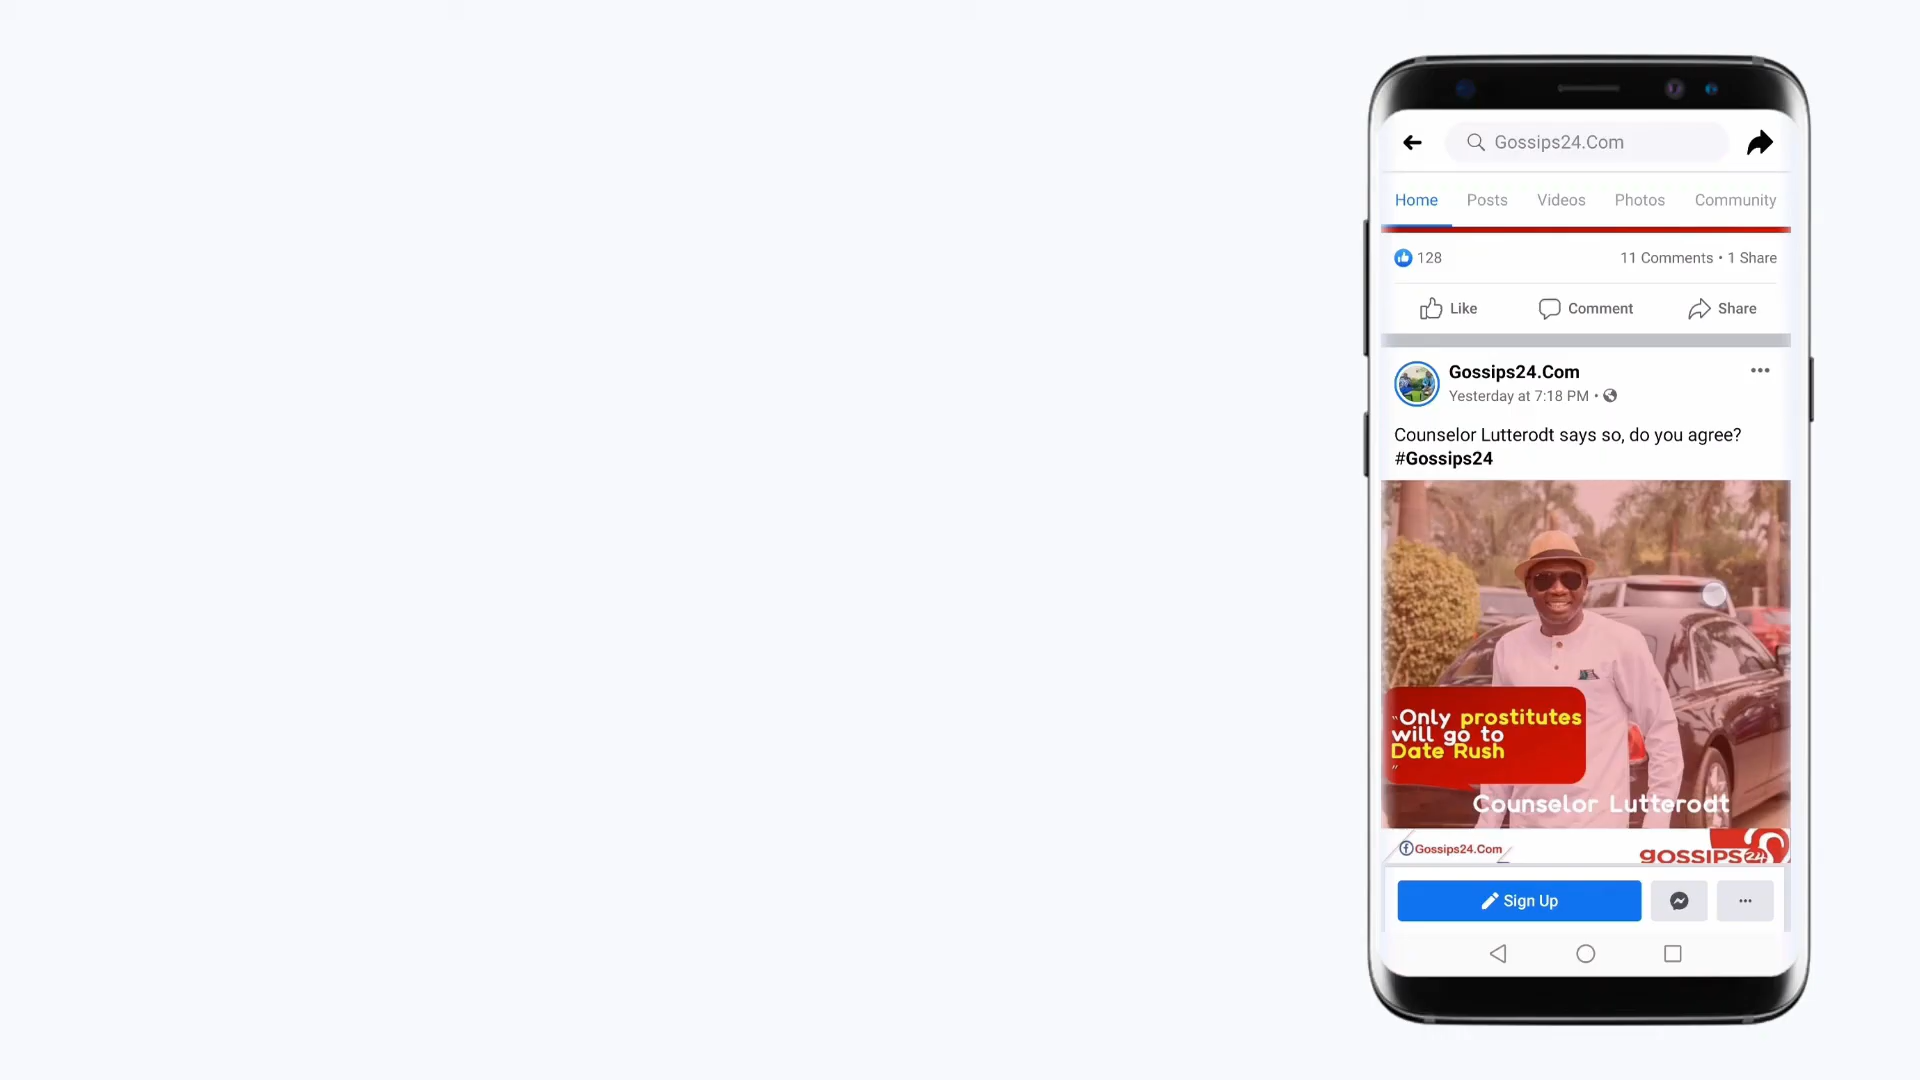 Gossips24.Com
Home Posts Videos Photos Community
128 11 Comments • 1 Share
Like Comment Share
Gossips24.Com
Yesterday at 7:18 PM •
Counselor Lutterodt says so, do you agree?
#Gossips24
"Only prostitutes
will go to
Date Rush
"
Counselor Lutterodt
Gossips24.Com
gossips24
Sign Up